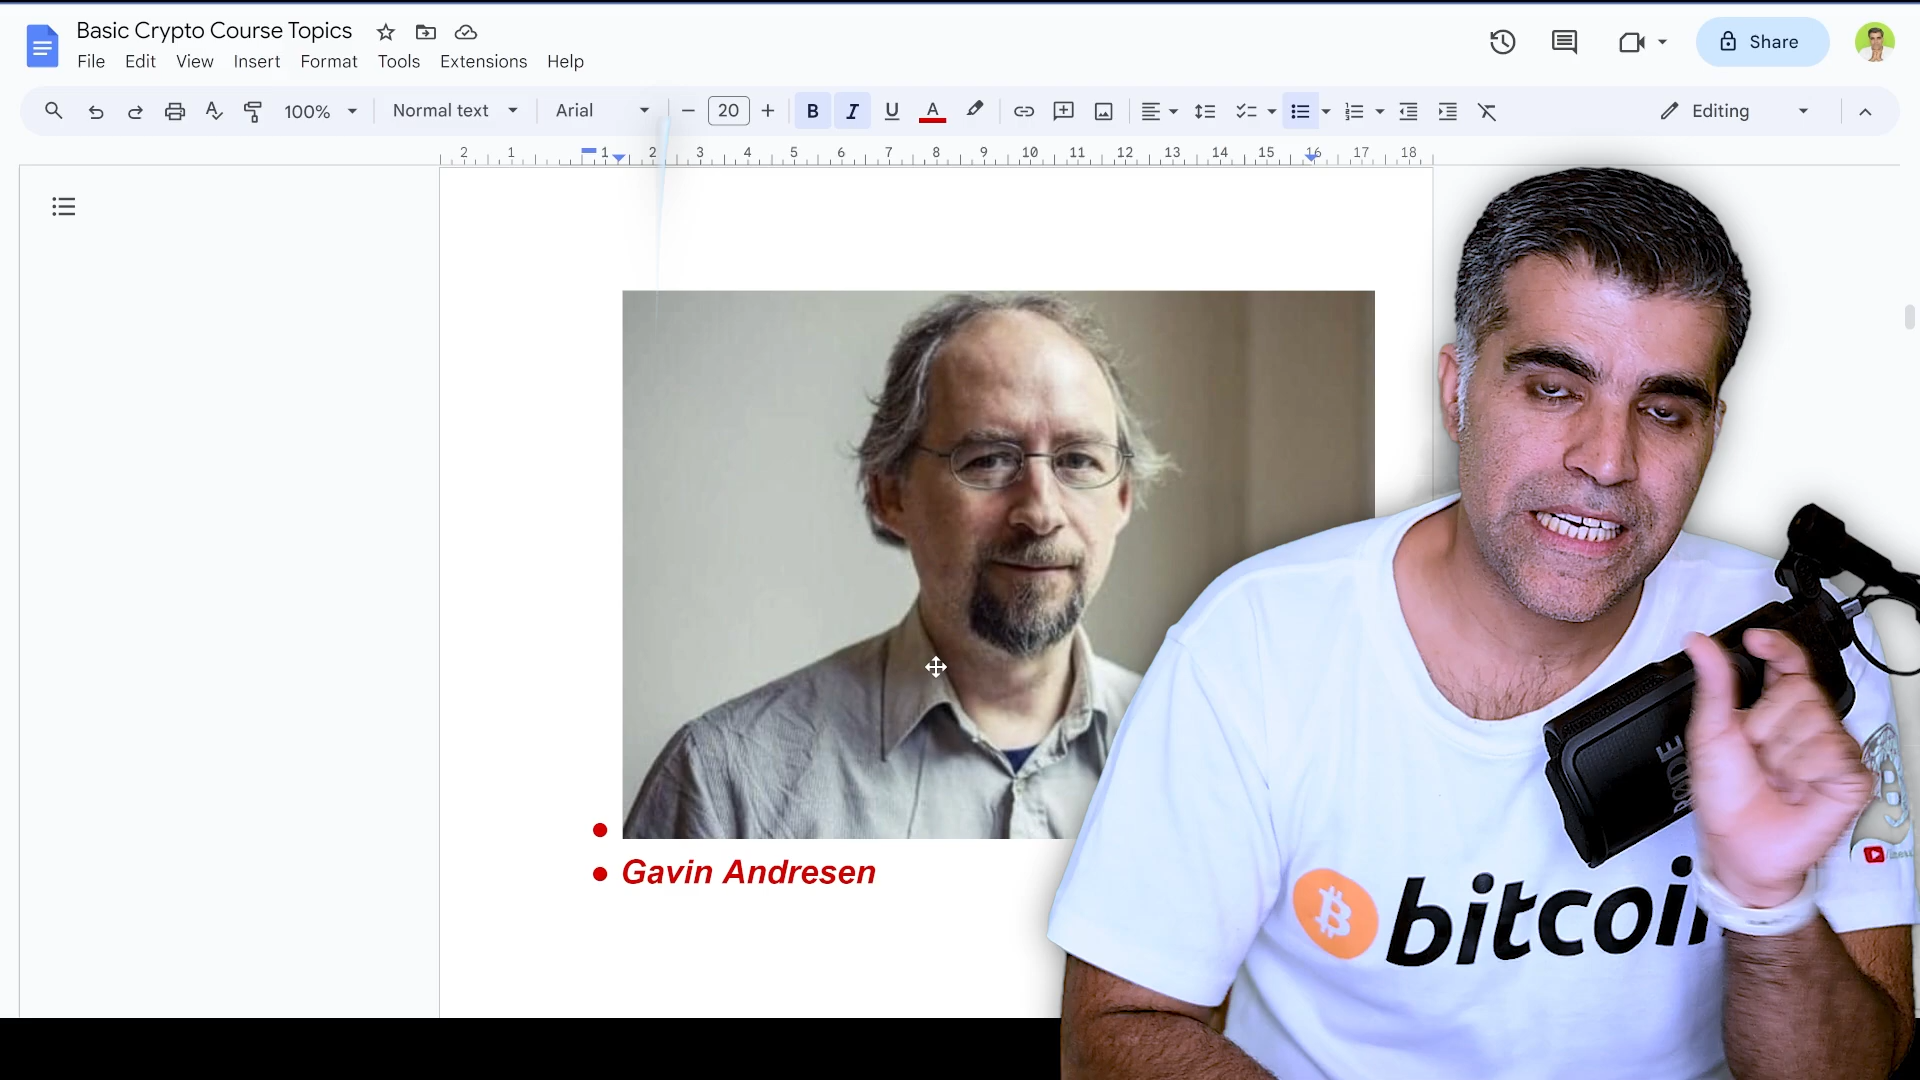 Basic Crypto Course Topics
File Edit View Insert Format Tools Extensions Help
Share
100% Normal text Arial 20 B I U A Editing
2 1 1 2 3 4 5 6 7 8 9 10 11 12 13 14 15 16 17 18
Gavin Andresen
RØDE
bitcoin